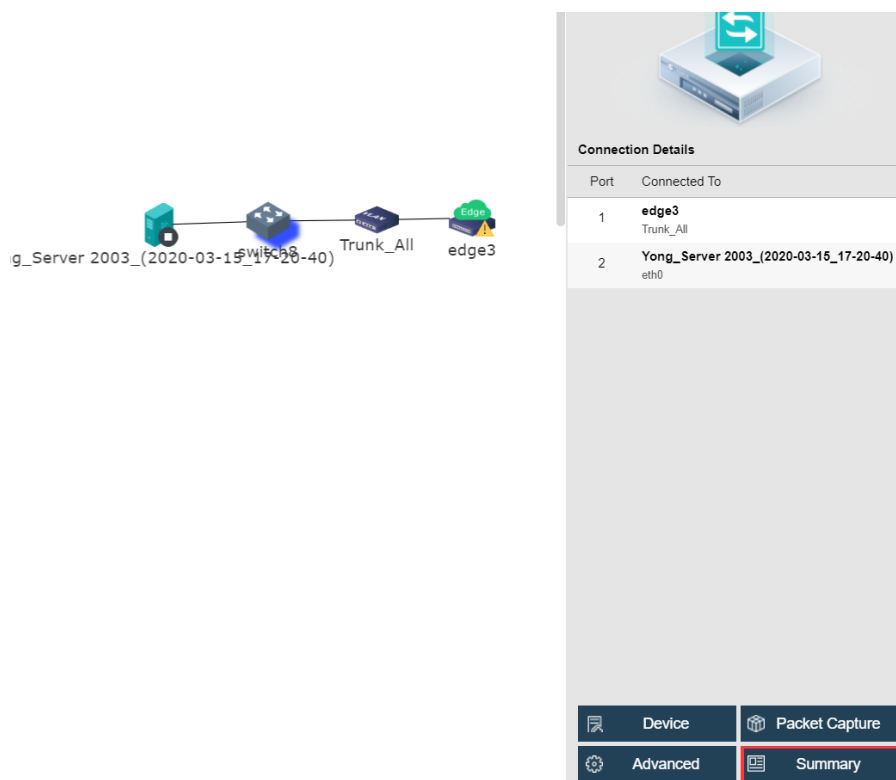 Connection Details
Port Connected To
1 edge3
Trunk_All
2 Yong_Server 2003_(2020-03-15_17-20-40)
eth0
Edge
switch8
Trunk_All
edge3
g_Server 2003_(2020-03-15_17-20-40)
Device
Packet Capture
Advanced
Summary